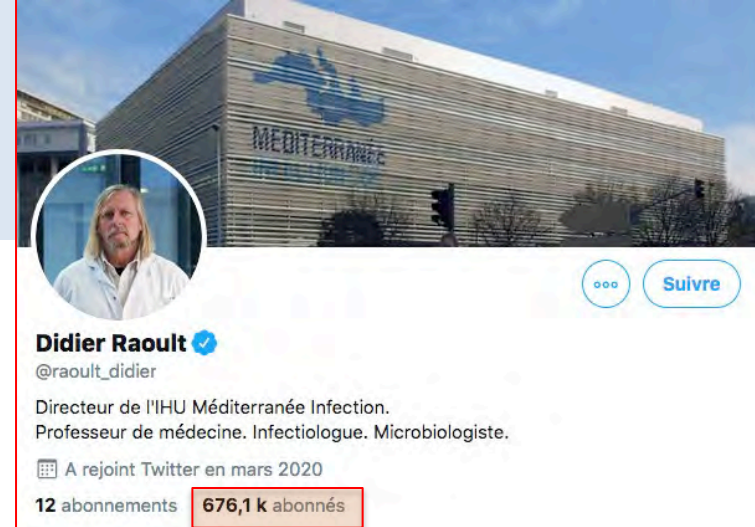 MEDITERRANÉE
Suivre
Didier Raoult
@raoult_didier
Directeur de l'IHU Méditerranée Infection.
Professeur de médecine. Infectiologue. Microbiologiste.
A rejoint Twitter en mars 2020
12 abonnements 676,1 k abonnés